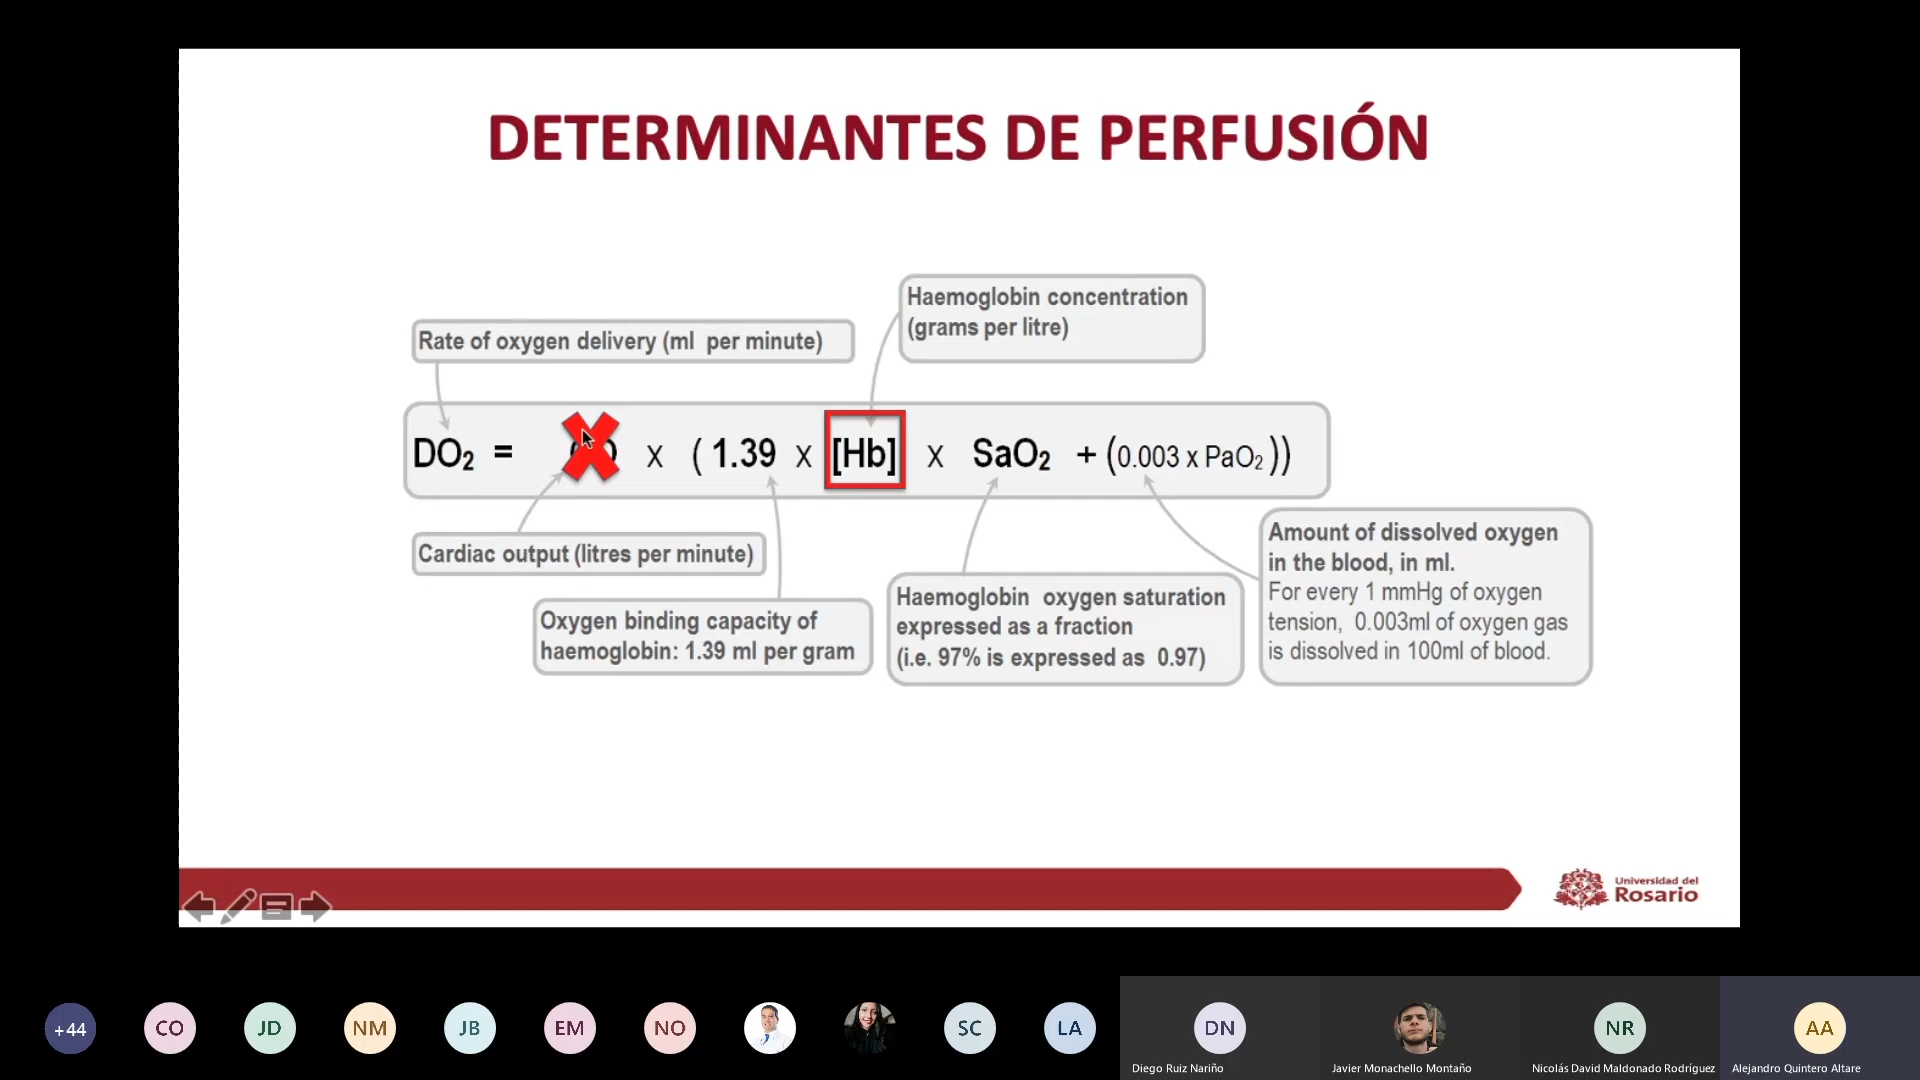 DETERMINANTES DE PERFUSIÓN
Haemoglobin concentration
(grams per litre)
Rate of oxygen delivery (ml per minute)
DO₂ = x ( 1.39 x [Hb] x SaO₂ + (0.003 x PaO₂ ))
Cardiac output (litres per minute)
Oxygen binding capacity of
haemoglobin: 1.39 ml per gram
Haemoglobin oxygen saturation
expressed as a fraction
(i.e. 97% is expressed as 0.97)
Amount of dissolved oxygen
in the blood, in ml.
For every 1 mmHg of oxygen
tension, 0.003ml of oxygen gas
is dissolved in 100ml of blood.
Universidad del
Rosario
+44
CO
JD
NM
JB
EM
NO
SC
LA
DN
NR
AA
Diego Ruiz Nariño
Javier Monachello Montaño
Nicolás David Maldonado Rodríguez
Alejandro Quintero Altare